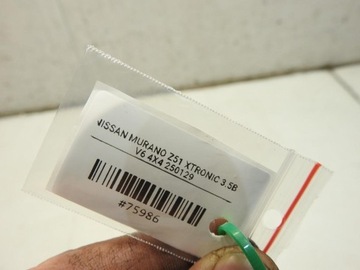 NISSAN MURANO Z51 XTRONIC 3.5B
V6 4X4 250129
#75986